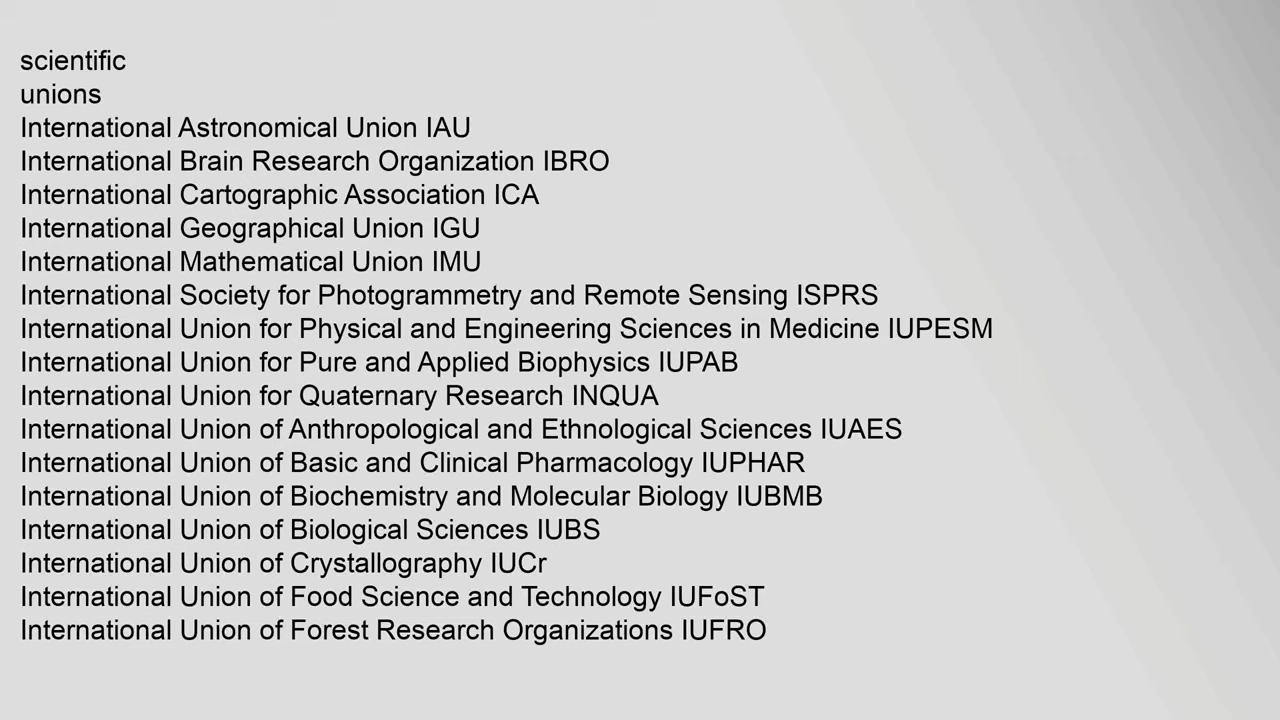 scientific
unions
International Astronomical Union IAU
International Brain Research Organization IBRO
International Cartographic Association ICA
International Geographical Union IGU
International Mathematical Union IMU
International Society for Photogrammetry and Remote Sensing ISPRS
International Union for Physical and Engineering Sciences in Medicine IUPESM
International Union for Pure and Applied Biophysics IUPAB
International Union for Quaternary Research INQUA
International Union of Anthropological and Ethnological Sciences IUAES
International Union of Basic and Clinical Pharmacology IUPHAR
International Union of Biochemistry and Molecular Biology IUBMB
International Union of Biological Sciences IUBS
International Union of Crystallography IUCr
International Union of Food Science and Technology IUFoST
International Union of Forest Research Organizations IUFRO